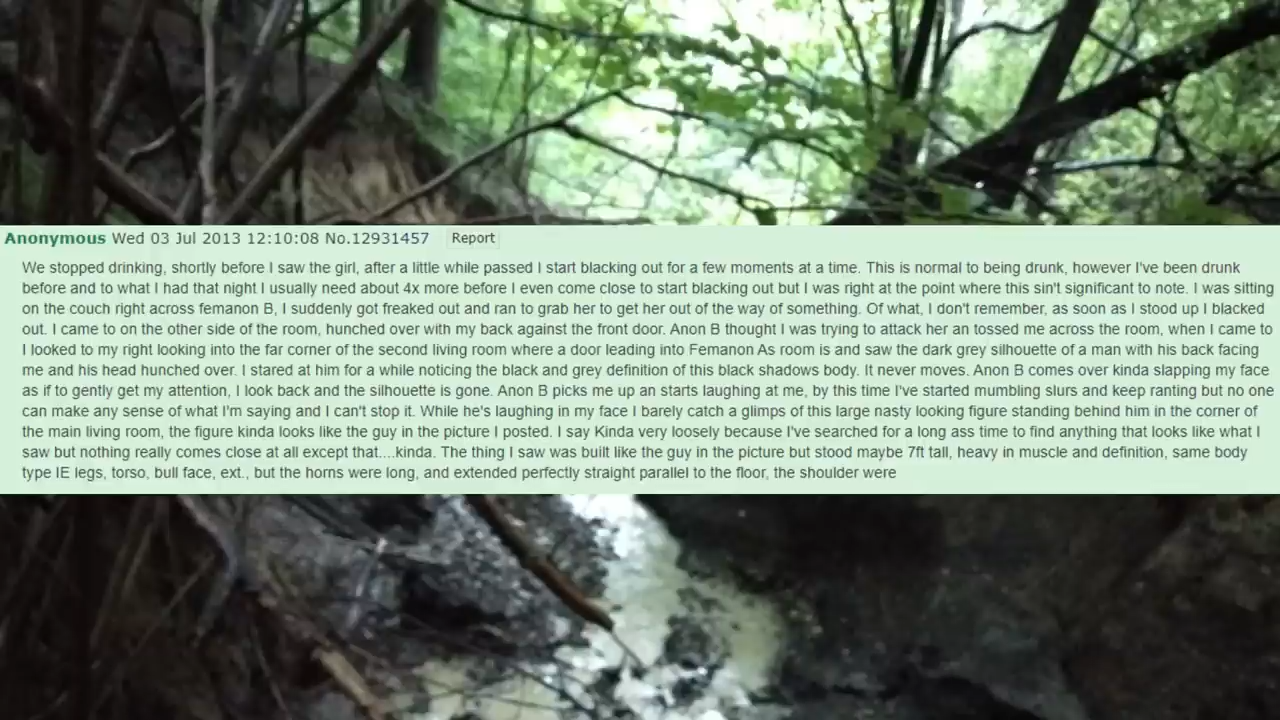 Anonymous Wed 03 Jul 2013 12:10:08 No.12931457 Report
We stopped drinking, shortly before I saw the girl, after a little while passed I start blacking out for a few moments at a time. This is normal to being drunk, however I've been drunk
before and to what I had that night I usually need about 4x more before I even come close to start blacking out but I was right at the point where this sin't significant to note. I was sitting
on the couch right across femanon B, I suddenly got freaked out and ran to grab her to get her out of the way of something. Of what, I don't remember, as soon as I stood up I blacked
out. I came to on the other side of the room, hunched over with my back against the front door. Anon B thought I was trying to attack her an tossed me across the room, when I came to
I looked to my right looking into the far corner of the second living room where a door leading into Femanon As room is and saw the dark grey silhouette of a man with his back facing
me and his head hunched over. I stared at him for a while noticing the black and grey definition of this black shadows body. It never moves. Anon B comes over kinda slapping my face
as if to gently get my attention, I look back and the silhouette is gone. Anon B picks me up an starts laughing at me, by this time I've started mumbling slurs and keep ranting but no one
can make any sense of what I'm saying and I can't stop it. While he's laughing in my face I barely catch a glimps of this large nasty looking figure standing behind him in the corner of
the main living room, the figure kinda looks like the guy in the picture I posted. I say Kinda very loosely because I've searched for a long ass time to find anything that looks like what I
saw but nothing really comes close at all except that....kinda. The thing I saw was built like the guy in the picture but stood maybe 7ft tall, heavy in muscle and definition, same body
type IE legs, torso, bull face, ext., but the horns were long, and extended perfectly straight parallel to the floor, the shoulder were